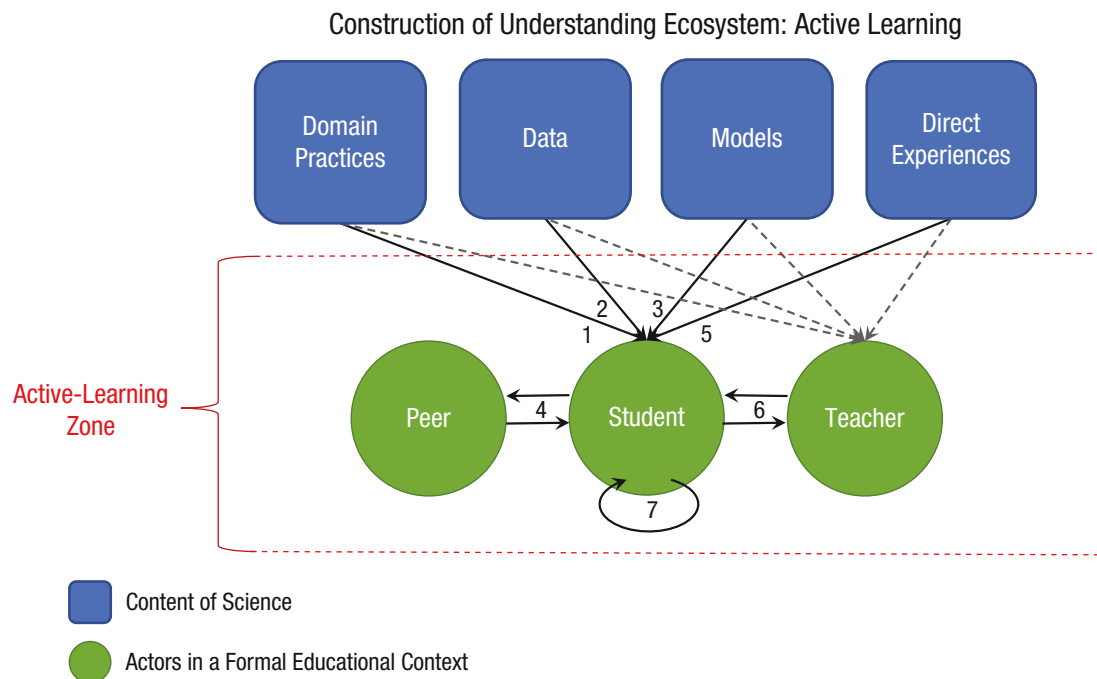 Construction of Understanding Ecosystem: Active Learning
Domain
Practices
Data
Models
Direct
Experiences
2
3
1
5
Active-Learning
Zone
Peer
4
Student
6
Teacher
7
Content of Science
Actors in a Formal Educational Context